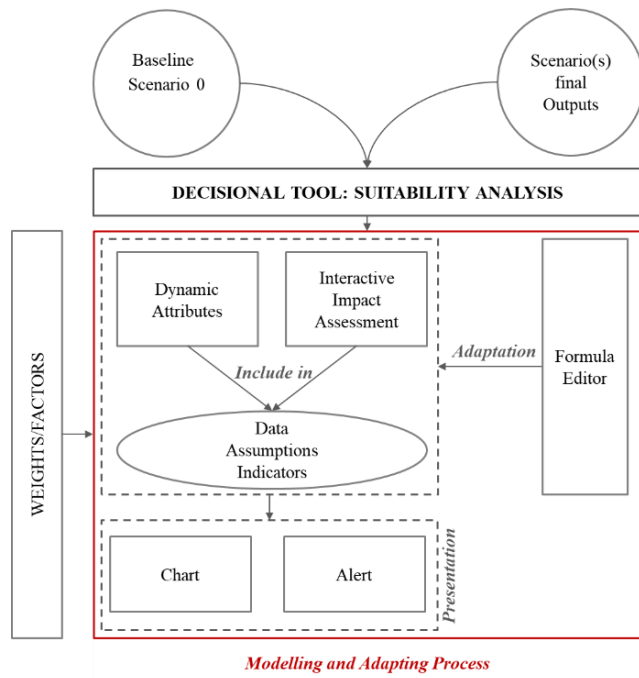 Baseline
Scenario 0
Scenario(s)
final
Outputs
DECISIONAL TOOL: SUITABILITY ANALYSIS
WEIGHTS/FACTORS
Dynamic
Attributes
Interactive
Impact
Assessment
Include in
Adaptation
Formula
Editor
Data
Assumptions
Indicators
Chart
Alert
Presentation
Modelling and Adapting Process